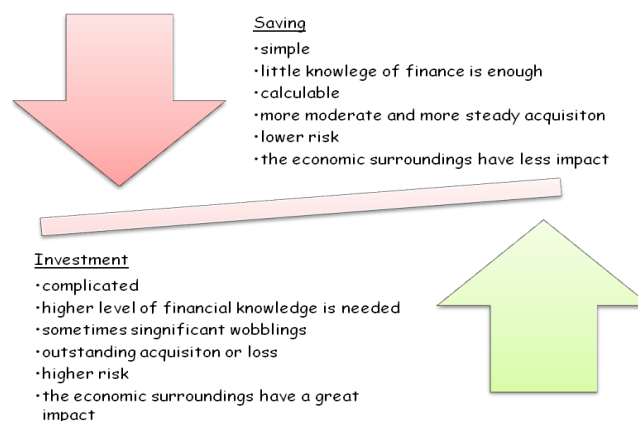 Saving
•simple
•little knowlege of finance is enough
•calculable
•more moderate and more steady acquisiton
•lower risk
•the economic surroundings have less impact
Investment
•complicated
•higher level of financial knowledge is needed
•sometimes singnificant wobblings
•outstanding acquisiton or loss
•higher risk
•the economic surroundings have a great
impact